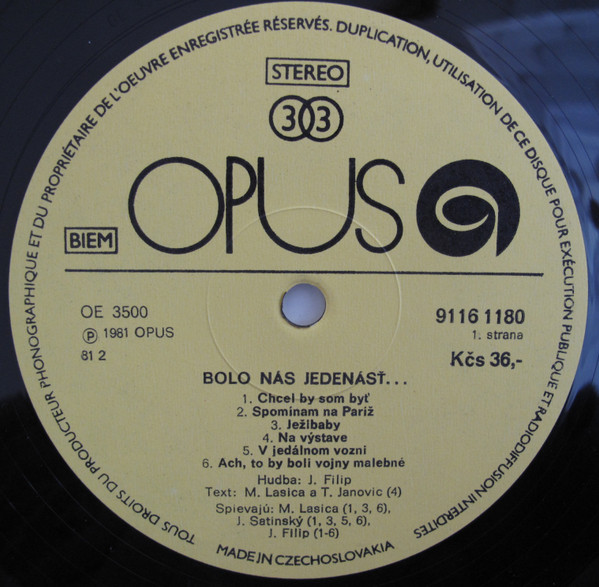 TOUS DROITS DU PRODUCTEUR PHONOGRAPHIQUE ET DU PROPRIÉTAIRE DE L'OEUVRE ENREGISTRÉE RÉSERVÉS. DUPLICATION, UTILISATION DE CE DISQUE POUR EXÉCUTION PUBLIQUE ET RADIODIFFUSION INTERDITES
STEREO
33
OPUS
BIEM
OE 3500
℗ 1981 OPUS
81 2
9116 1180
1. strana
Kčs 36,-
BOLO NÁS JEDENÁSŤ...
1. Chcel by som byť
2. Spomínam na Paríž
3. Ježibaby
4. Na výstave
5. V jedálnom vozni
6. Ach, to by boli vojny malebné
Hudba: J. Filip
Text: M. Lasica a T. Janovic (4)
Spievajú: M. Lasica (1, 3, 6),
J. Satinský (1, 3, 5, 6),
J. Filip (1-6)
MADE IN CZECHOSLOVAKIA